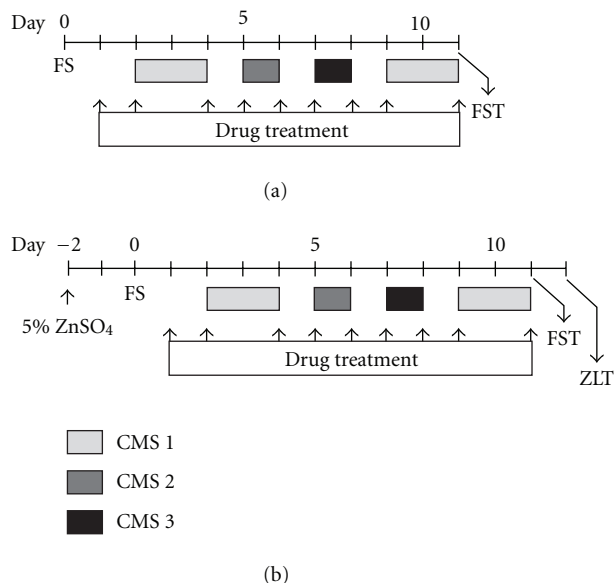 Day 0 5 10
FS
FST
Drug treatment
(a)
Day −2 0 5 10
FS
5% ZnSO₄
FST
Drug treatment
ZLT
CMS 1
CMS 2
CMS 3
(b)